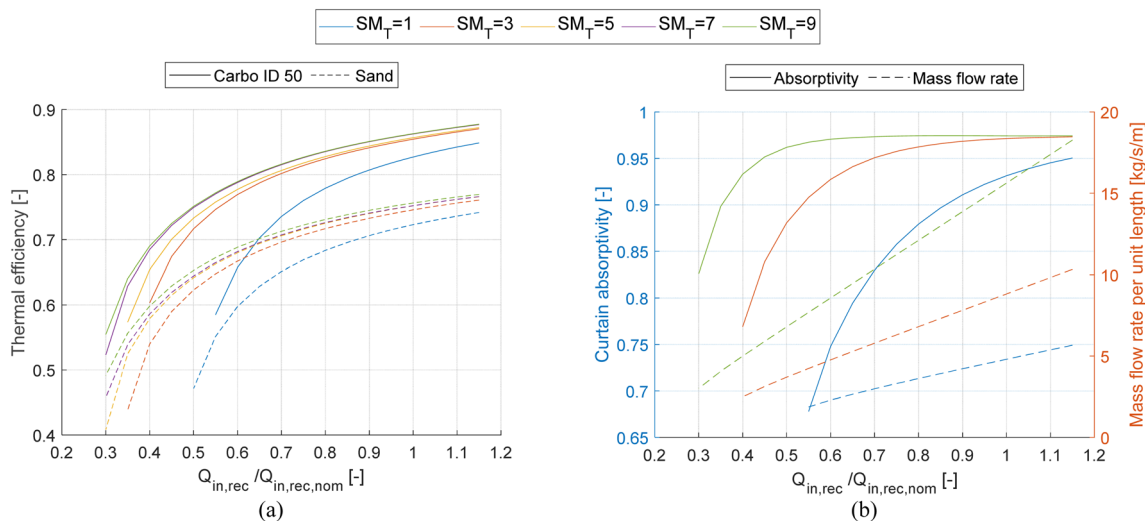 SM_T=1 SM_T=3 SM_T=5 SM_T=7 SM_T=9
Carbo ID 50 Sand
Thermal efficiency [-]
0.9
0.8
0.7
0.6
0.5
0.4
0.2 0.3 0.4 0.5 0.6 0.7 0.8 0.9 1 1.1 1.2
Q_in,rec /Q_in,rec,nom [-]
(a)
Absorptivity Mass flow rate
Curtain absorptivity [-]
1
0.95
0.9
0.85
0.8
0.75
0.7
0.65
20
15
10
5
0
Mass flow rate per unit length [kg/s/m]
0.2 0.3 0.4 0.5 0.6 0.7 0.8 0.9 1 1.1 1.2
Q_in,rec /Q_in,rec,nom [-]
(b)